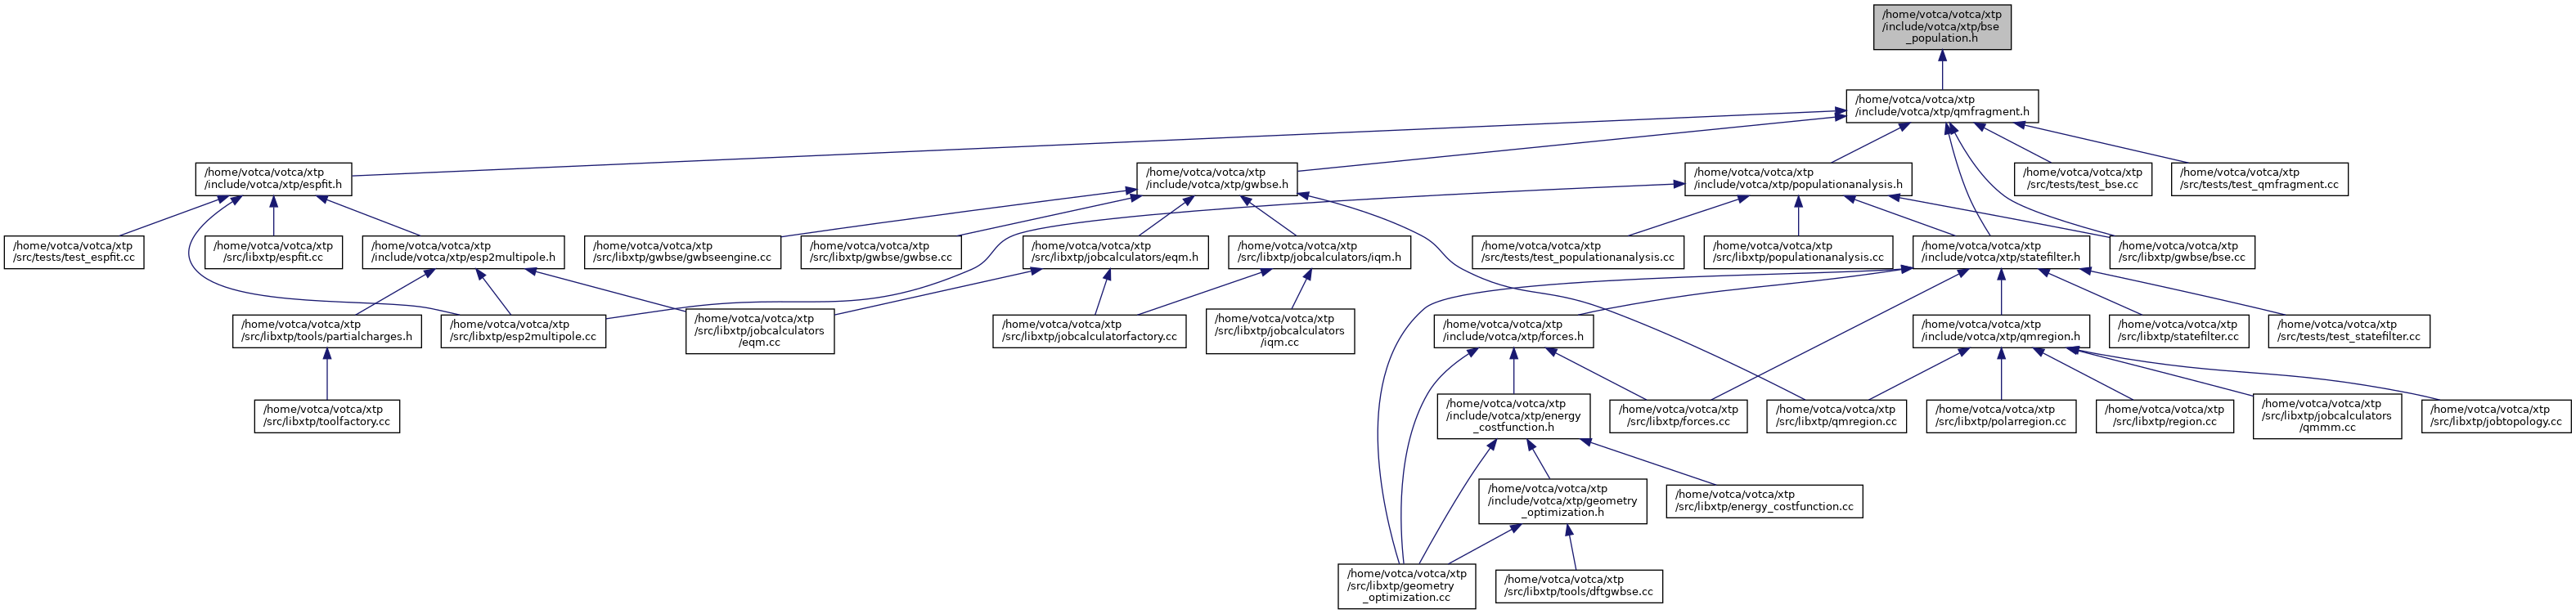 /home/votca/votca/xtp
/include/votca/xtp/bse
_population.h
/home/votca/votca/xtp
/include/votca/xtp/qmfragment.h
/home/votca/votca/xtp
/include/votca/xtp/espfit.h
/home/votca/votca/xtp
/include/votca/xtp/gwbse.h
/home/votca/votca/xtp
/include/votca/xtp/populationanalysis.h
/home/votca/votca/xtp
/src/tests/test_bse.cc
/home/votca/votca/xtp
/src/tests/test_qmfragment.cc
/home/votca/votca/xtp
/src/tests/test_espfit.cc
/home/votca/votca/xtp
/src/libxtp/espfit.cc
/home/votca/votca/xtp
/include/votca/xtp/esp2multipole.h
/home/votca/votca/xtp
/src/libxtp/gwbse/gwbseengine.cc
/home/votca/votca/xtp
/src/libxtp/gwbse/gwbse.cc
/home/votca/votca/xtp
/src/libxtp/jobcalculators/eqm.h
/home/votca/votca/xtp
/src/libxtp/jobcalculators/iqm.h
/home/votca/votca/xtp
/src/tests/test_populationanalysis.cc
/home/votca/votca/xtp
/src/libxtp/populationanalysis.cc
/home/votca/votca/xtp
/include/votca/xtp/statefilter.h
/home/votca/votca/xtp
/src/libxtp/gwbse/bse.cc
/home/votca/votca/xtp
/src/libxtp/tools/partialcharges.h
/home/votca/votca/xtp
/src/libxtp/esp2multipole.cc
/home/votca/votca/xtp
/src/libxtp/jobcalculators
/eqm.cc
/home/votca/votca/xtp
/src/libxtp/jobcalculatorfactory.cc
/home/votca/votca/xtp
/src/libxtp/jobcalculators
/iqm.cc
/home/votca/votca/xtp
/include/votca/xtp/forces.h
/home/votca/votca/xtp
/include/votca/xtp/qmregion.h
/home/votca/votca/xtp
/src/libxtp/statefilter.cc
/home/votca/votca/xtp
/src/tests/test_statefilter.cc
/home/votca/votca/xtp
/src/libxtp/toolfactory.cc
/home/votca/votca/xtp
/include/votca/xtp/energy
_costfunction.h
/home/votca/votca/xtp
/src/libxtp/forces.cc
/home/votca/votca/xtp
/src/libxtp/qmregion.cc
/home/votca/votca/xtp
/src/libxtp/polarregion.cc
/home/votca/votca/xtp
/src/libxtp/region.cc
/home/votca/votca/xtp
/src/libxtp/jobcalculators
/qmmm.cc
/home/votca/votca/xtp
/src/libxtp/jobtopology.cc
/home/votca/votca/xtp
/include/votca/xtp/geometry
_optimization.h
/home/votca/votca/xtp
/src/libxtp/energy_costfunction.cc
/home/votca/votca/xtp
/src/libxtp/geometry
_optimization.cc
/home/votca/votca/xtp
/src/libxtp/tools/dftgwbse.cc